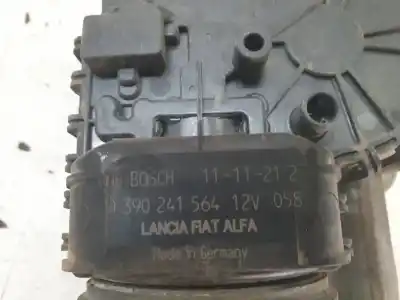 BOSCH 11-11-21 2
390 241 564 12V 058
LANCIA FIAT ALFA
Made in Germany